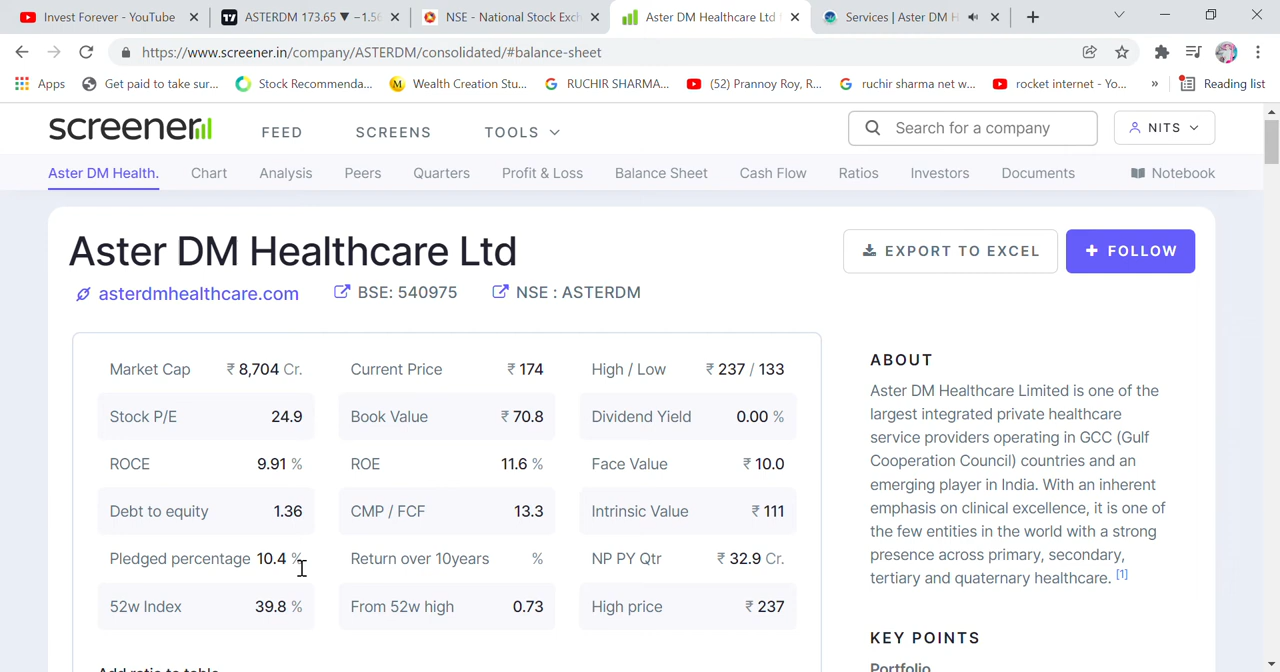 Invest Forever - YouTube
ASTERDM 173.65 ▼ −1.5
NSE - National Stock Exch
Aster DM Healthcare Ltd
Services | Aster DM H
https://www.screener.in/company/ASTERDM/consolidated/#balance-sheet
Apps
Get paid to take sur...
Stock Recommenda...
Wealth Creation Stu...
RUCHIR SHARMA...
(52) Prannoy Roy, R...
ruchir sharma net w...
rocket internet - Yo...
»
Reading list
screener
FEED
SCREENS
TOOLS
Search for a company
NITS
Aster DM Health.
Chart
Analysis
Peers
Quarters
Profit & Loss
Balance Sheet
Cash Flow
Ratios
Investors
Documents
Notebook
Aster DM Healthcare Ltd
EXPORT TO EXCEL
+ FOLLOW
asterdmhealthcare.com
BSE: 540975
NSE : ASTERDM
Market Cap ₹ 8,704 Cr.
Current Price ₹ 174
High / Low ₹ 237 / 133
Stock P/E 24.9
Book Value ₹ 70.8
Dividend Yield 0.00 %
ROCE 9.91 %
ROE 11.6 %
Face Value ₹ 10.0
Debt to equity 1.36
CMP / FCF 13.3
Intrinsic Value ₹ 111
Pledged percentage 10.4 %
Return over 10years %
NP PY Qtr ₹ 32.9 Cr.
52w Index 39.8 %
From 52w high 0.73
High price ₹ 237
Add ratio to table
ABOUT
Aster DM Healthcare Limited is one of the
largest integrated private healthcare
service providers operating in GCC (Gulf
Cooperation Council) countries and an
emerging player in India. With an inherent
emphasis on clinical excellence, it is one of
the few entities in the world with a strong
presence across primary, secondary,
tertiary and quaternary healthcare. [1]
KEY POINTS
Portfolio